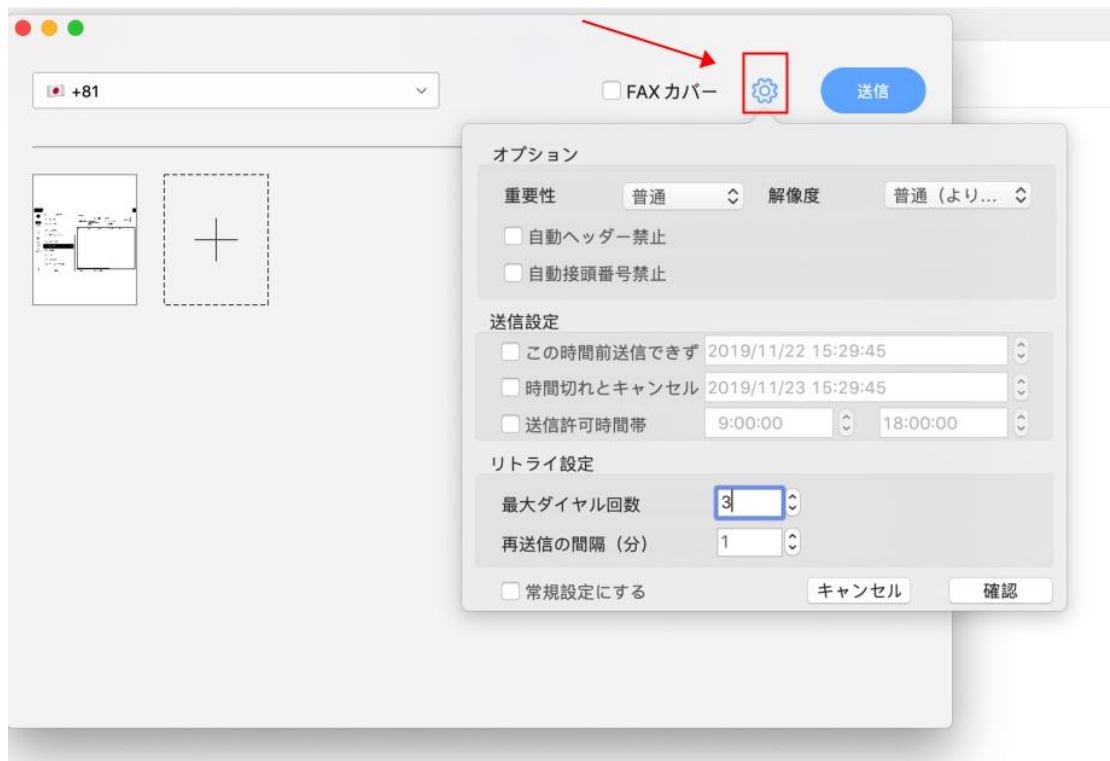 +81
FAX カバー
送信
オプション
重要性 普通 解像度 普通（より...
自動ヘッダー禁止
自動接頭番号禁止
送信設定
この時間前送信できず 2019/11/22 15:29:45
時間切れとキャンセル 2019/11/23 15:29:45
送信許可時間帯 9:00:00 18:00:00
リトライ設定
最大ダイヤル回数 3
再送信の間隔（分） 1
常規設定にする キャンセル 確認